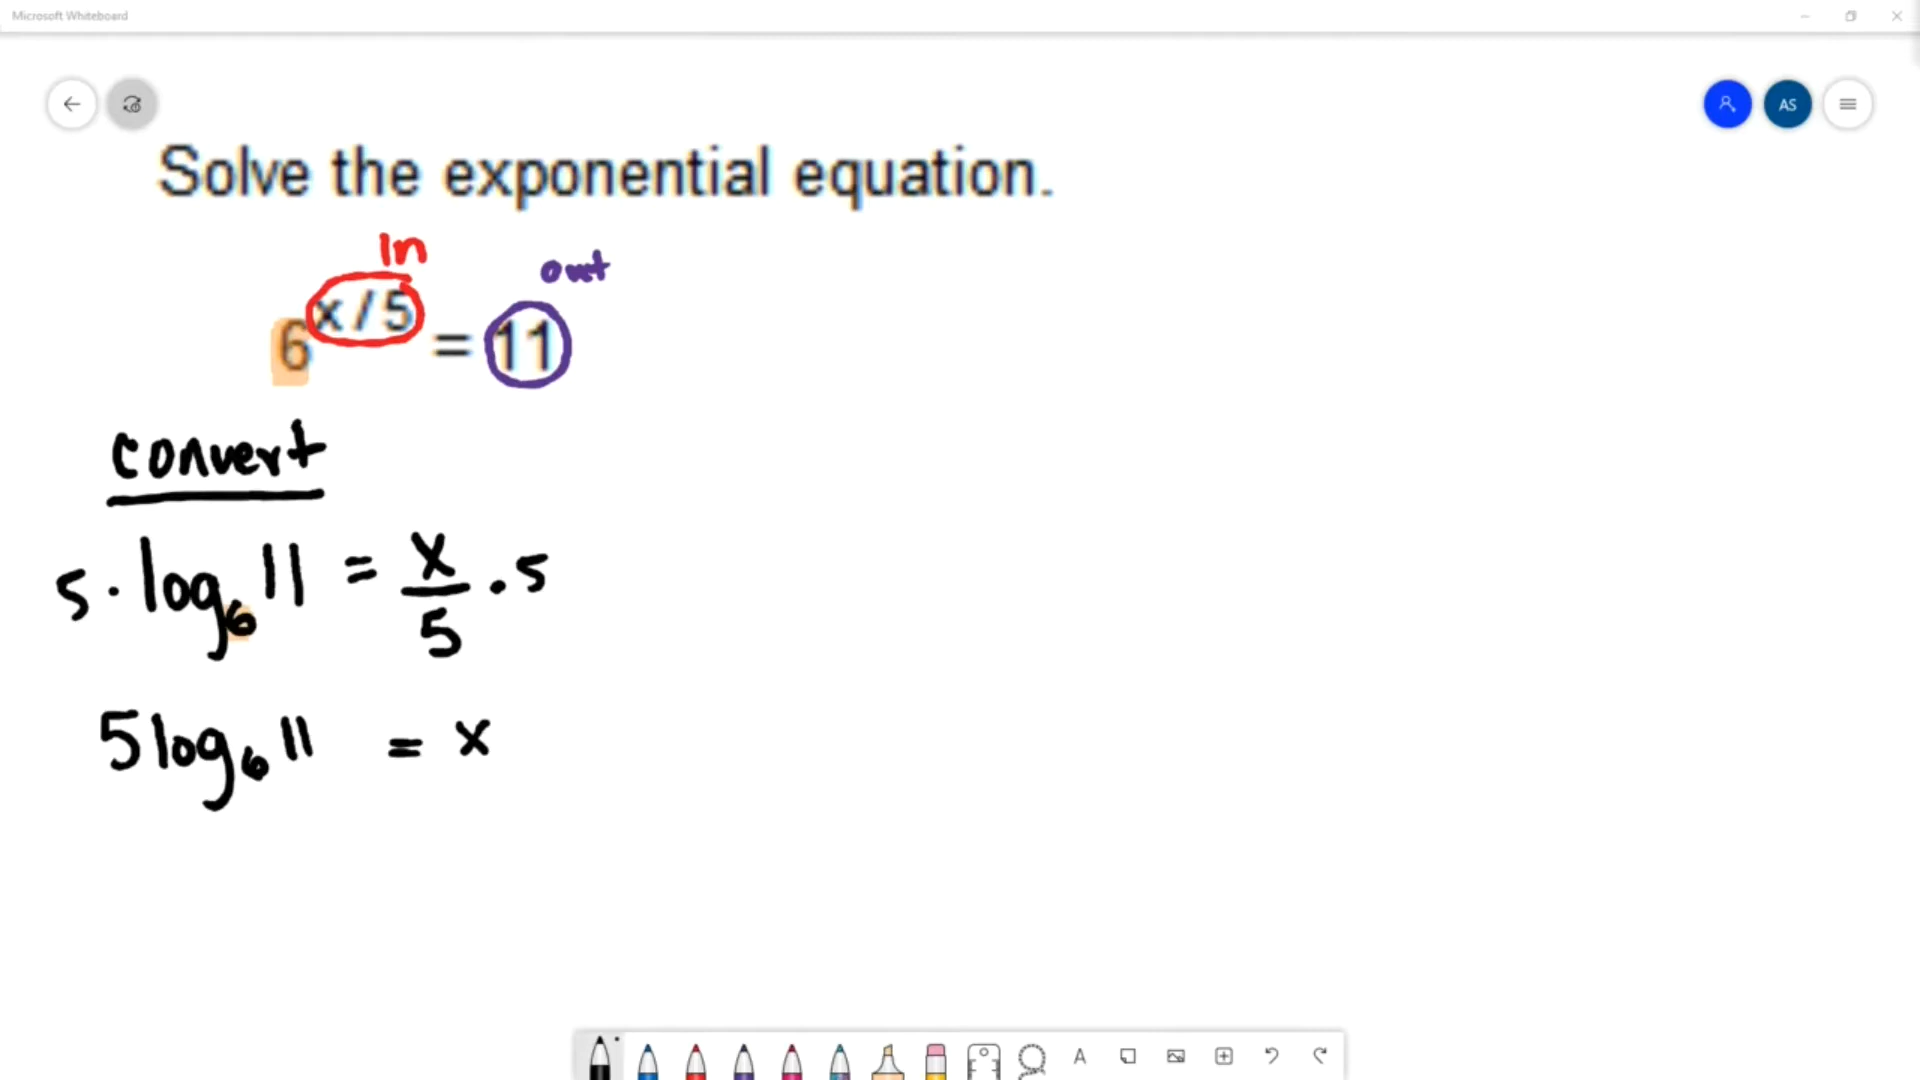 Microsoft Whiteboard
AS
Solve the exponential equation.
In
out
6^(x/5) = 11
convert
5 · log₆ 11 = x/5 · 5
5 log₆ 11 = x
A